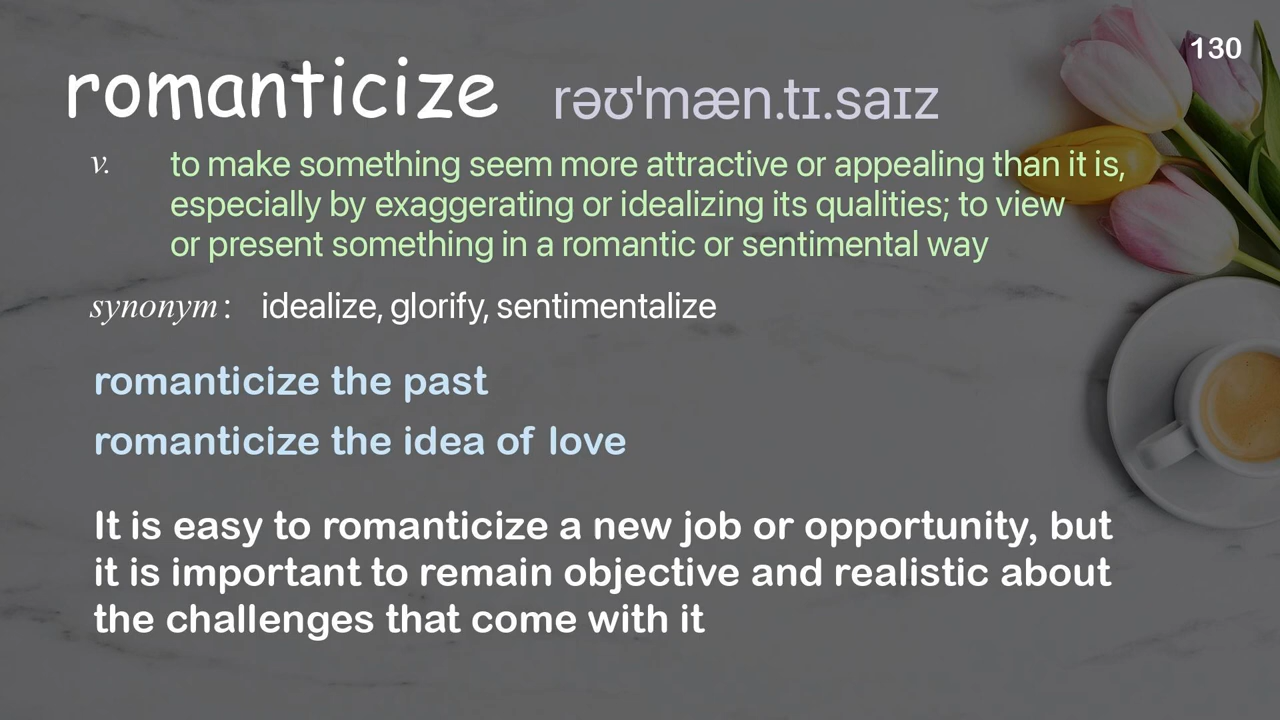 130
romanticize rəʊˈmæn.tɪ.saɪz
v. to make something seem more attractive or appealing than it is,
especially by exaggerating or idealizing its qualities; to view
or present something in a romantic or sentimental way
synonym : idealize, glorify, sentimentalize
romanticize the past
romanticize the idea of love
It is easy to romanticize a new job or opportunity, but
it is important to remain objective and realistic about
the challenges that come with it